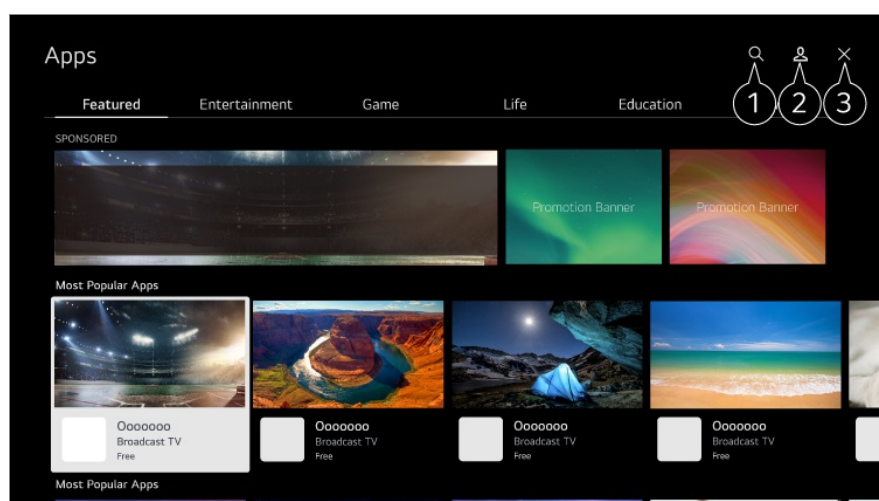 Apps
1 2 3
Featured Entertainment Game Life Education
SPONSORED
Promotion Banner Promotion Banner
Most Popular Apps
Ooooooo Ooooooo Ooooooo Ooooooo
Broadcast TV Broadcast TV Broadcast TV Broadcast TV
Free Free Free Free
Most Popular Apps